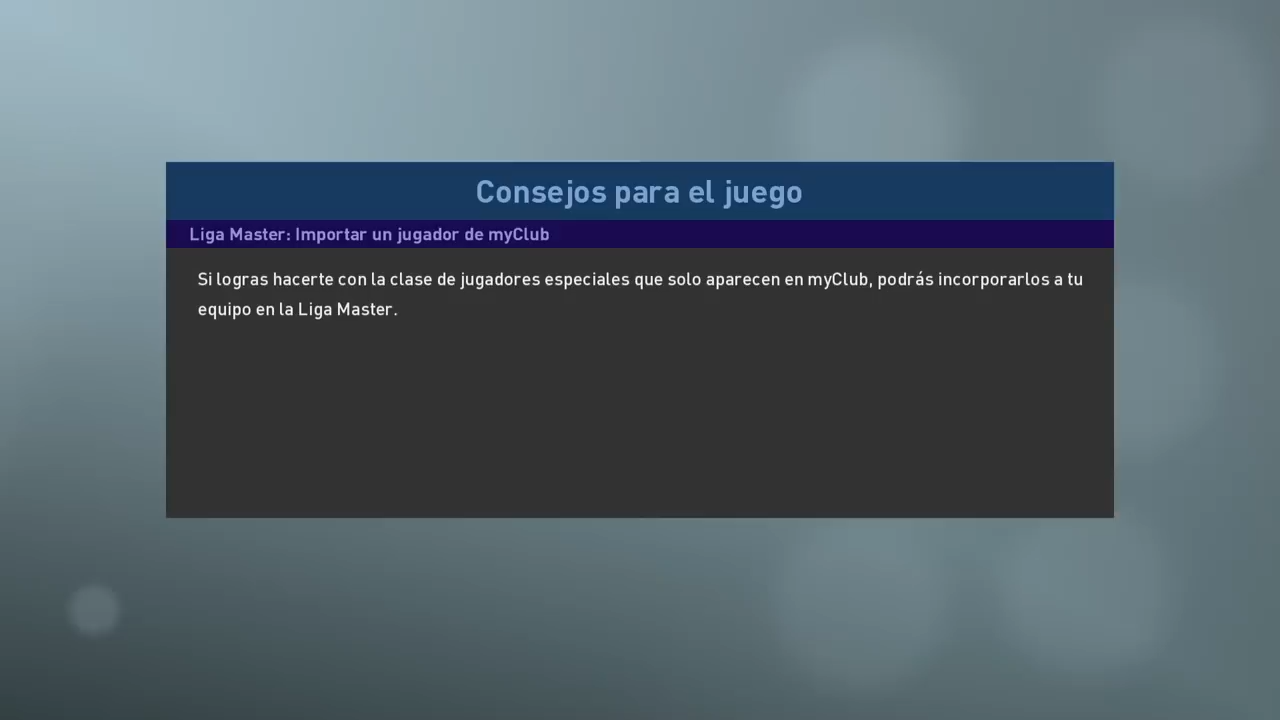 Consejos para el juego
Liga Master: Importar un jugador de myClub
Si logras hacerte con la clase de jugadores especiales que solo aparecen en myClub, podrás incorporarlos a tu
equipo en la Liga Master.